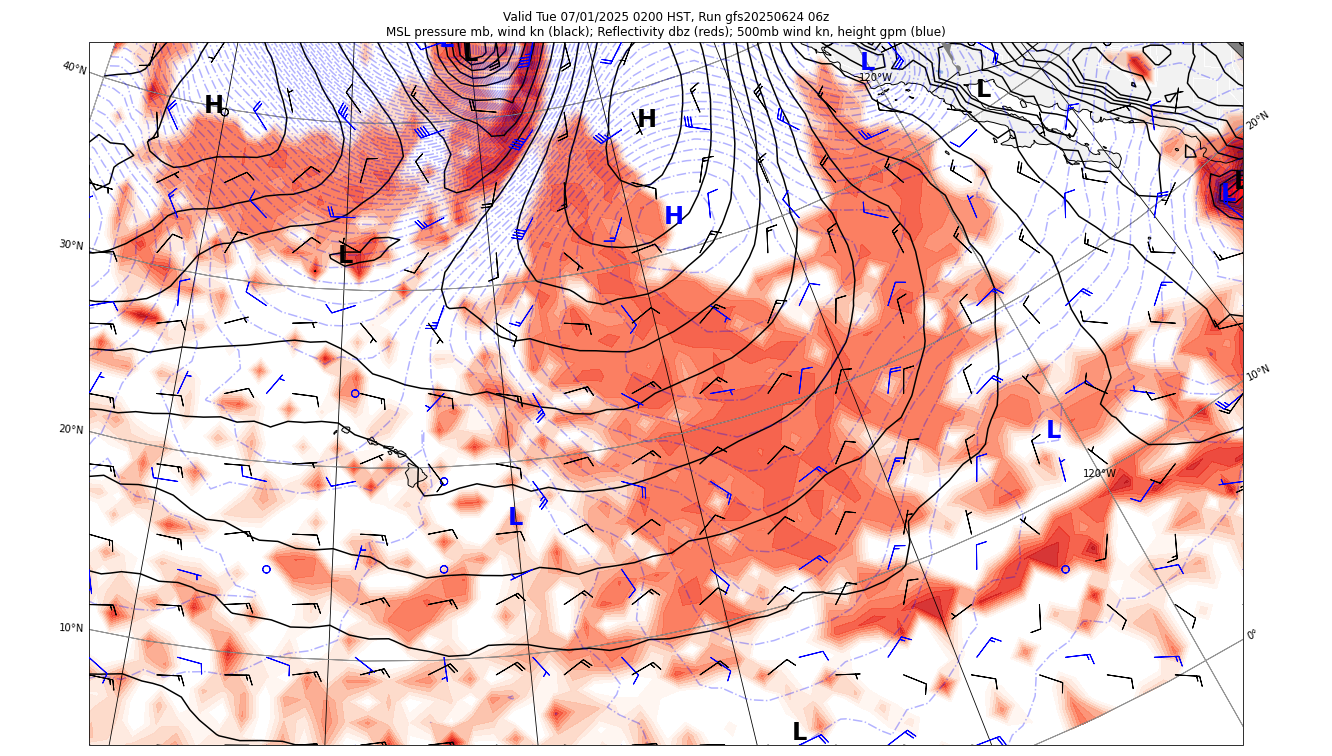 Valid Tue 07/01/2025 0200 HST, Run gfs20250624 06z
MSL pressure mb, wind kn (black); Reflectivity dbz (reds); 500mb wind kn, height gpm (blue)
L
L
L
120°W
40°N
H
L
H
20°N
L
L
H
30°N
L
10°N
20°N
L
120°W
L
10°N
0°
L